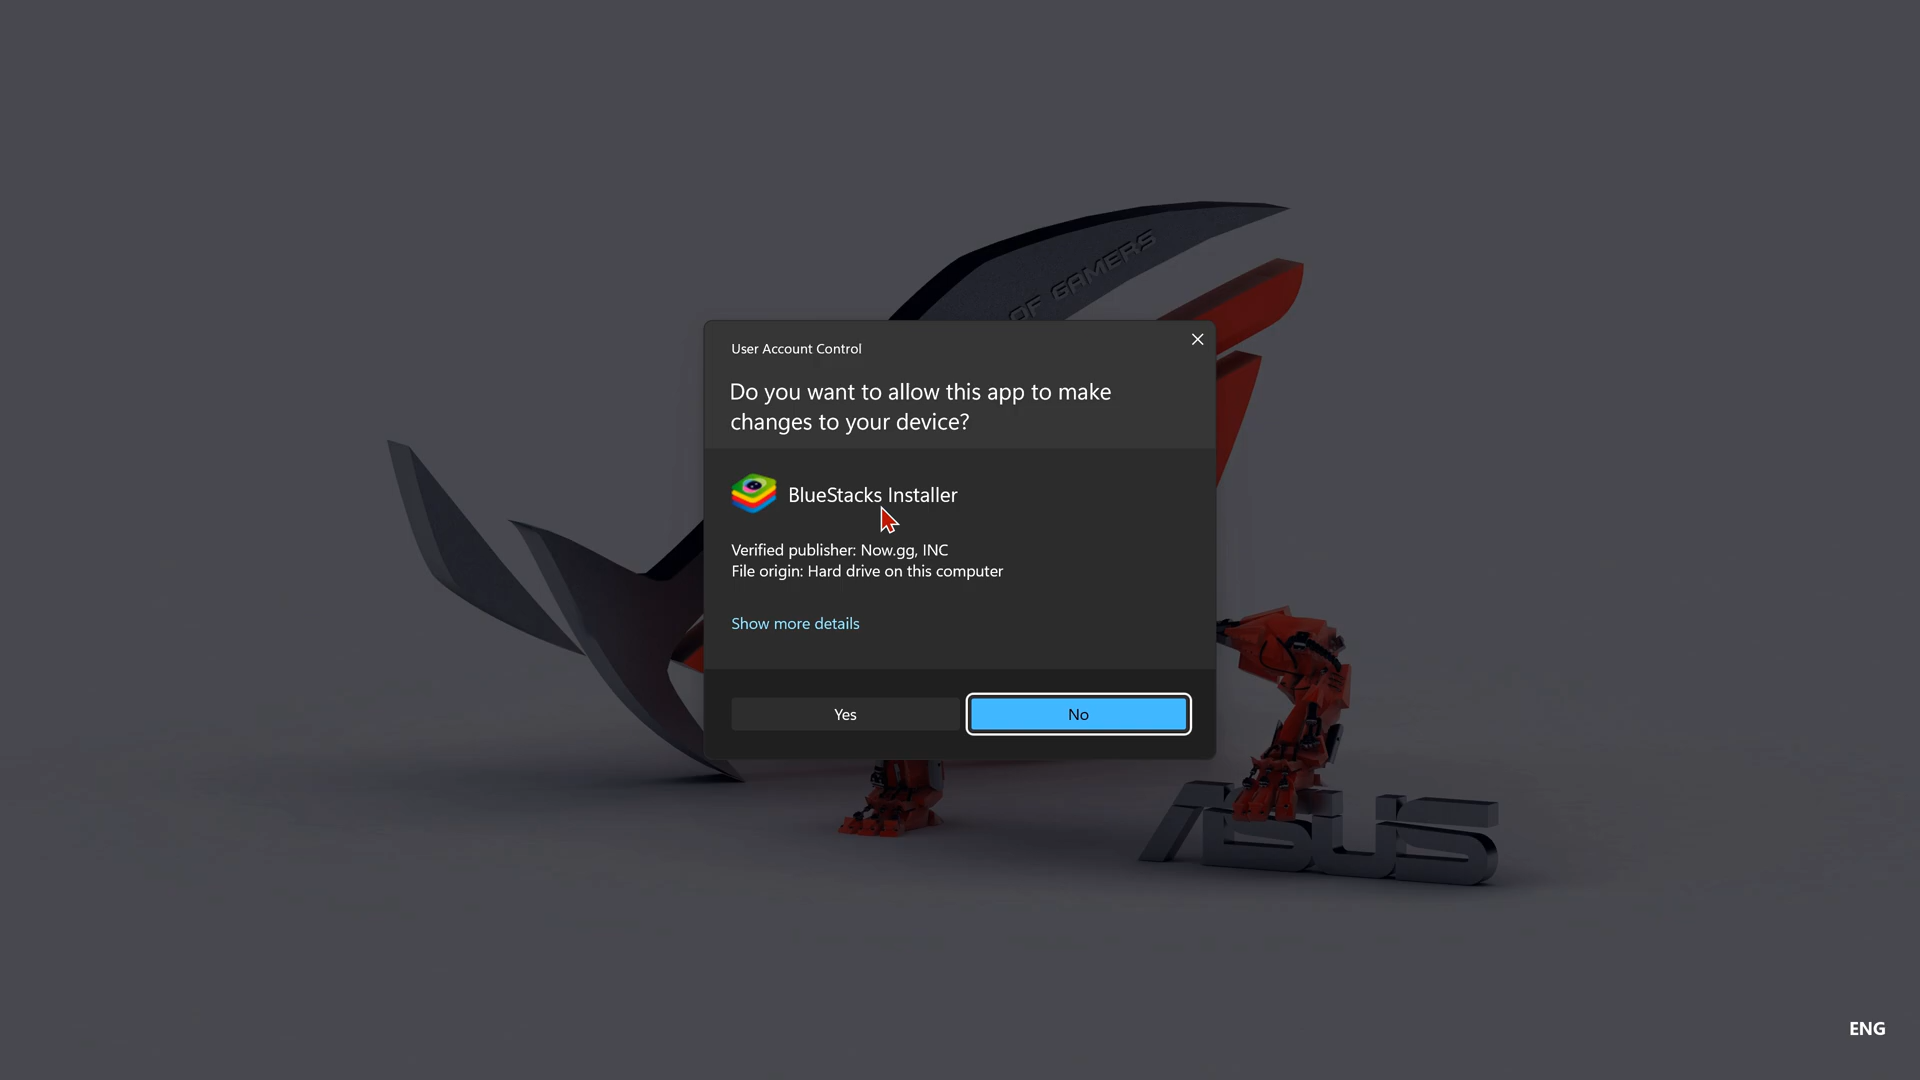 OF GAMERS
User Account Control
Do you want to allow this app to make
changes to your device?
BlueStacks Installer
Verified publisher: Now.gg, INC
File origin: Hard drive on this computer
Show more details
Yes
No
ASUS
ENG